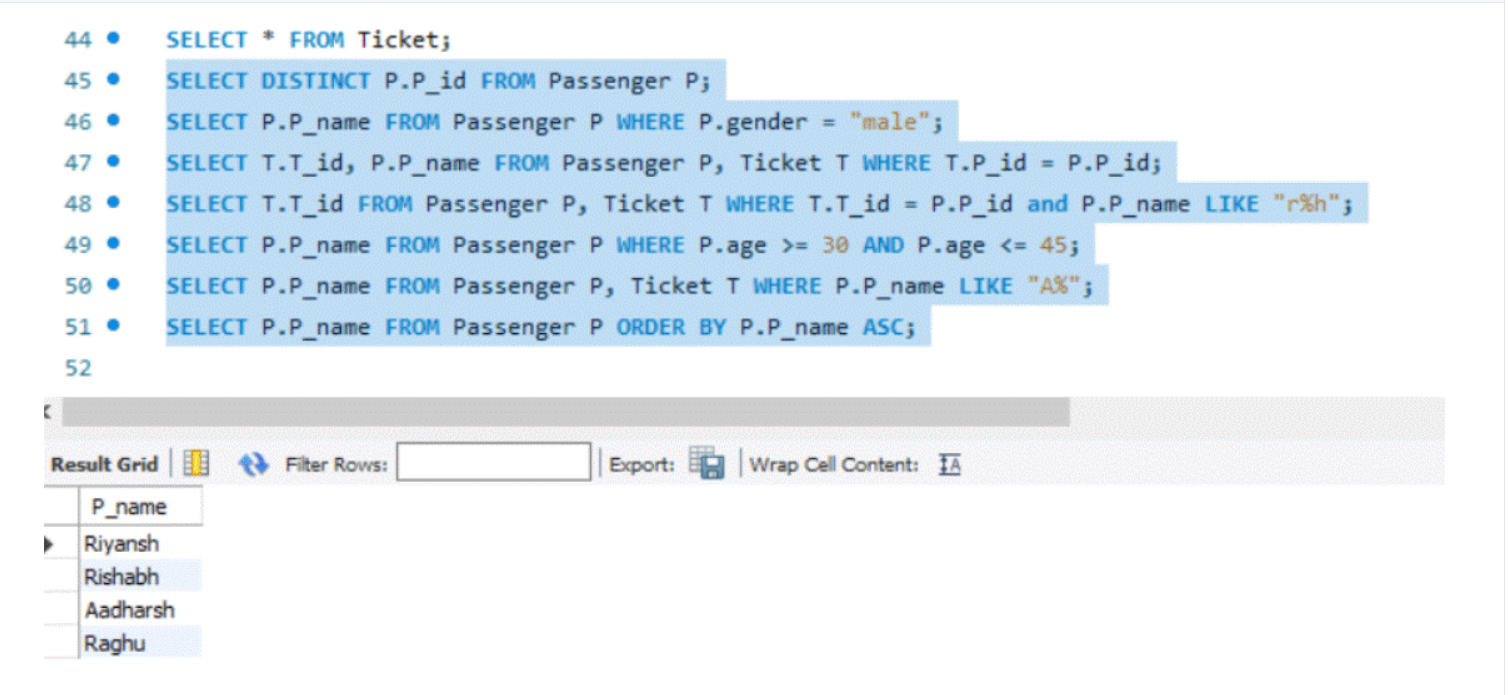 44 SELECT * FROM Ticket;
45 SELECT DISTINCT P.P_id FROM Passenger P;
46 SELECT P.P_name FROM Passenger P WHERE P.gender = "male";
47 SELECT T.T_id, P.P_name FROM Passenger P, Ticket T WHERE T.P_id = P.P_id;
48 SELECT T.T_id FROM Passenger P, Ticket T WHERE T.T_id = P.P_id and P.P_name LIKE "r%h";
49 SELECT P.P_name FROM Passenger P WHERE P.age >= 30 AND P.age <= 45;
50 SELECT P.P_name FROM Passenger P, Ticket T WHERE P.P_name LIKE "A%";
51 SELECT P.P_name FROM Passenger P ORDER BY P.P_name ASC;
52
Result Grid Filter Rows: Export: Wrap Cell Content:
P_name
Riyansh
Rishabh
Aadharsh
Raghu